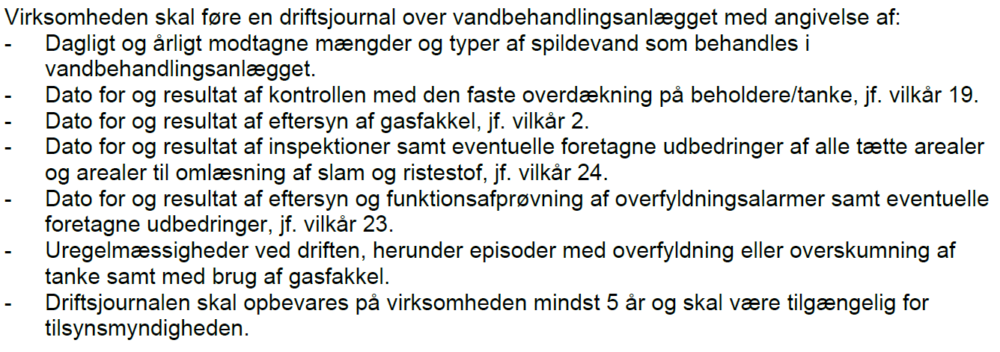 Virksomheden skal føre en driftsjournal over vandbehandlingsanlægget med angivelse af:
- Dagligt og årligt modtagne mængder og typer af spildevand som behandles i
vandbehandlingsanlægget.
- Dato for og resultat af kontrollen med den faste overdækning på beholdere/tanke, jf. vilkår 19.
- Dato for og resultat af eftersyn af gasfakkel, jf. vilkår 2.
- Dato for og resultat af inspektioner samt eventuelle foretagne udbedringer af alle tætte arealer
og arealer til omlæsning af slam og ristestof, jf. vilkår 24.
- Dato for og resultat af eftersyn og funktionsafprøvning af overfyldningsalarmer samt eventuelle
foretagne udbedringer, jf. vilkår 23.
- Uregelmæssigheder ved driften, herunder episoder med overfyldning eller overskumning af
tanke samt med brug af gasfakkel.
- Driftsjournalen skal opbevares på virksomheden mindst 5 år og skal være tilgængelig for
tilsynsmyndigheden.